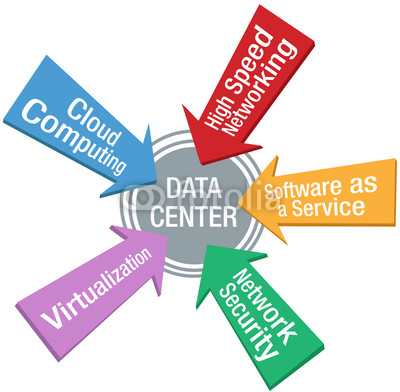 Cloud
Computing
High Speed
Networking
DATA
CENTER
Software as
a Service
Virtualization
Network
Security